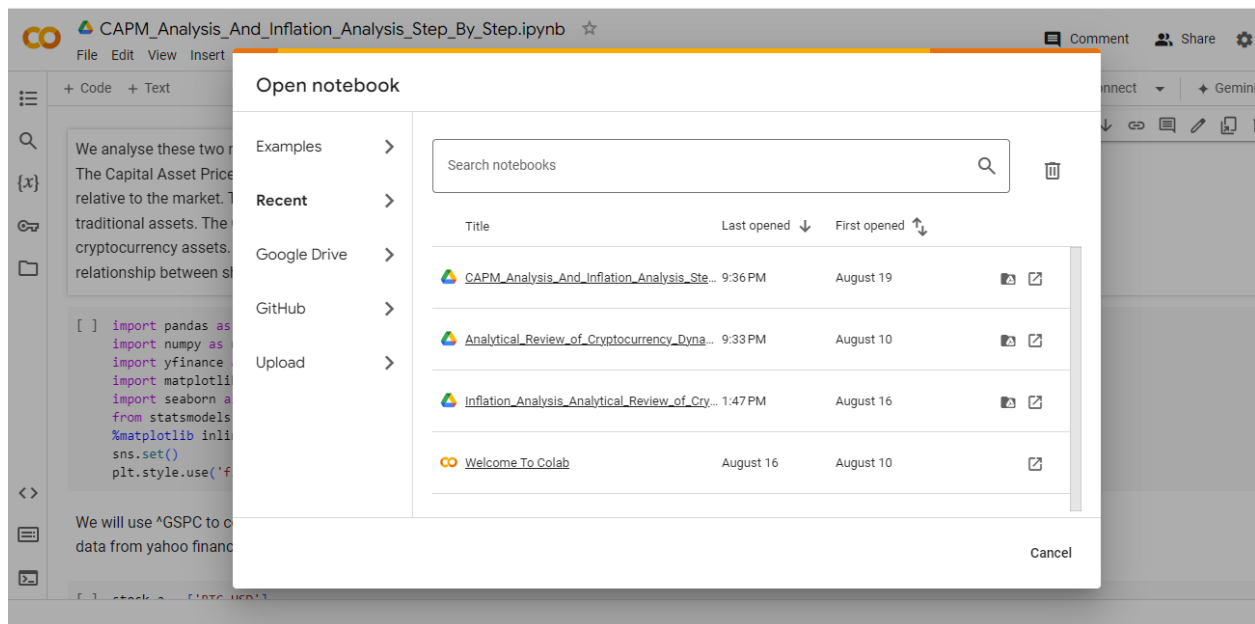 CAPM_Analysis_And_Inflation_Analysis_Step_By_Step.ipynb
File Edit View Insert
Comment Share
+ Code + Text
nnect Gemini
We analyse these two
The Capital Asset Price
relative to the market.
traditional assets. The
cryptocurrency assets.
relationship between
[ ] import pandas as
import numpy as
import yfinance
import matplotli
import seaborn a
from statsmodels
%matplotlib inli
sns.set()
plt.style.use('f
We will use ^GSPC to c
data from yahoo financ
Open notebook
Examples
Recent
Google Drive
GitHub
Upload
Search notebooks
Title Last opened First opened
CAPM_Analysis_And_Inflation_Analysis_Ste... 9:36 PM August 19
Analytical_Review_of_Cryptocurrency_Dyna... 9:33 PM August 10
Inflation_Analysis_Analytical_Review_of_Cry... 1:47 PM August 16
Welcome To Colab August 16 August 10
Cancel